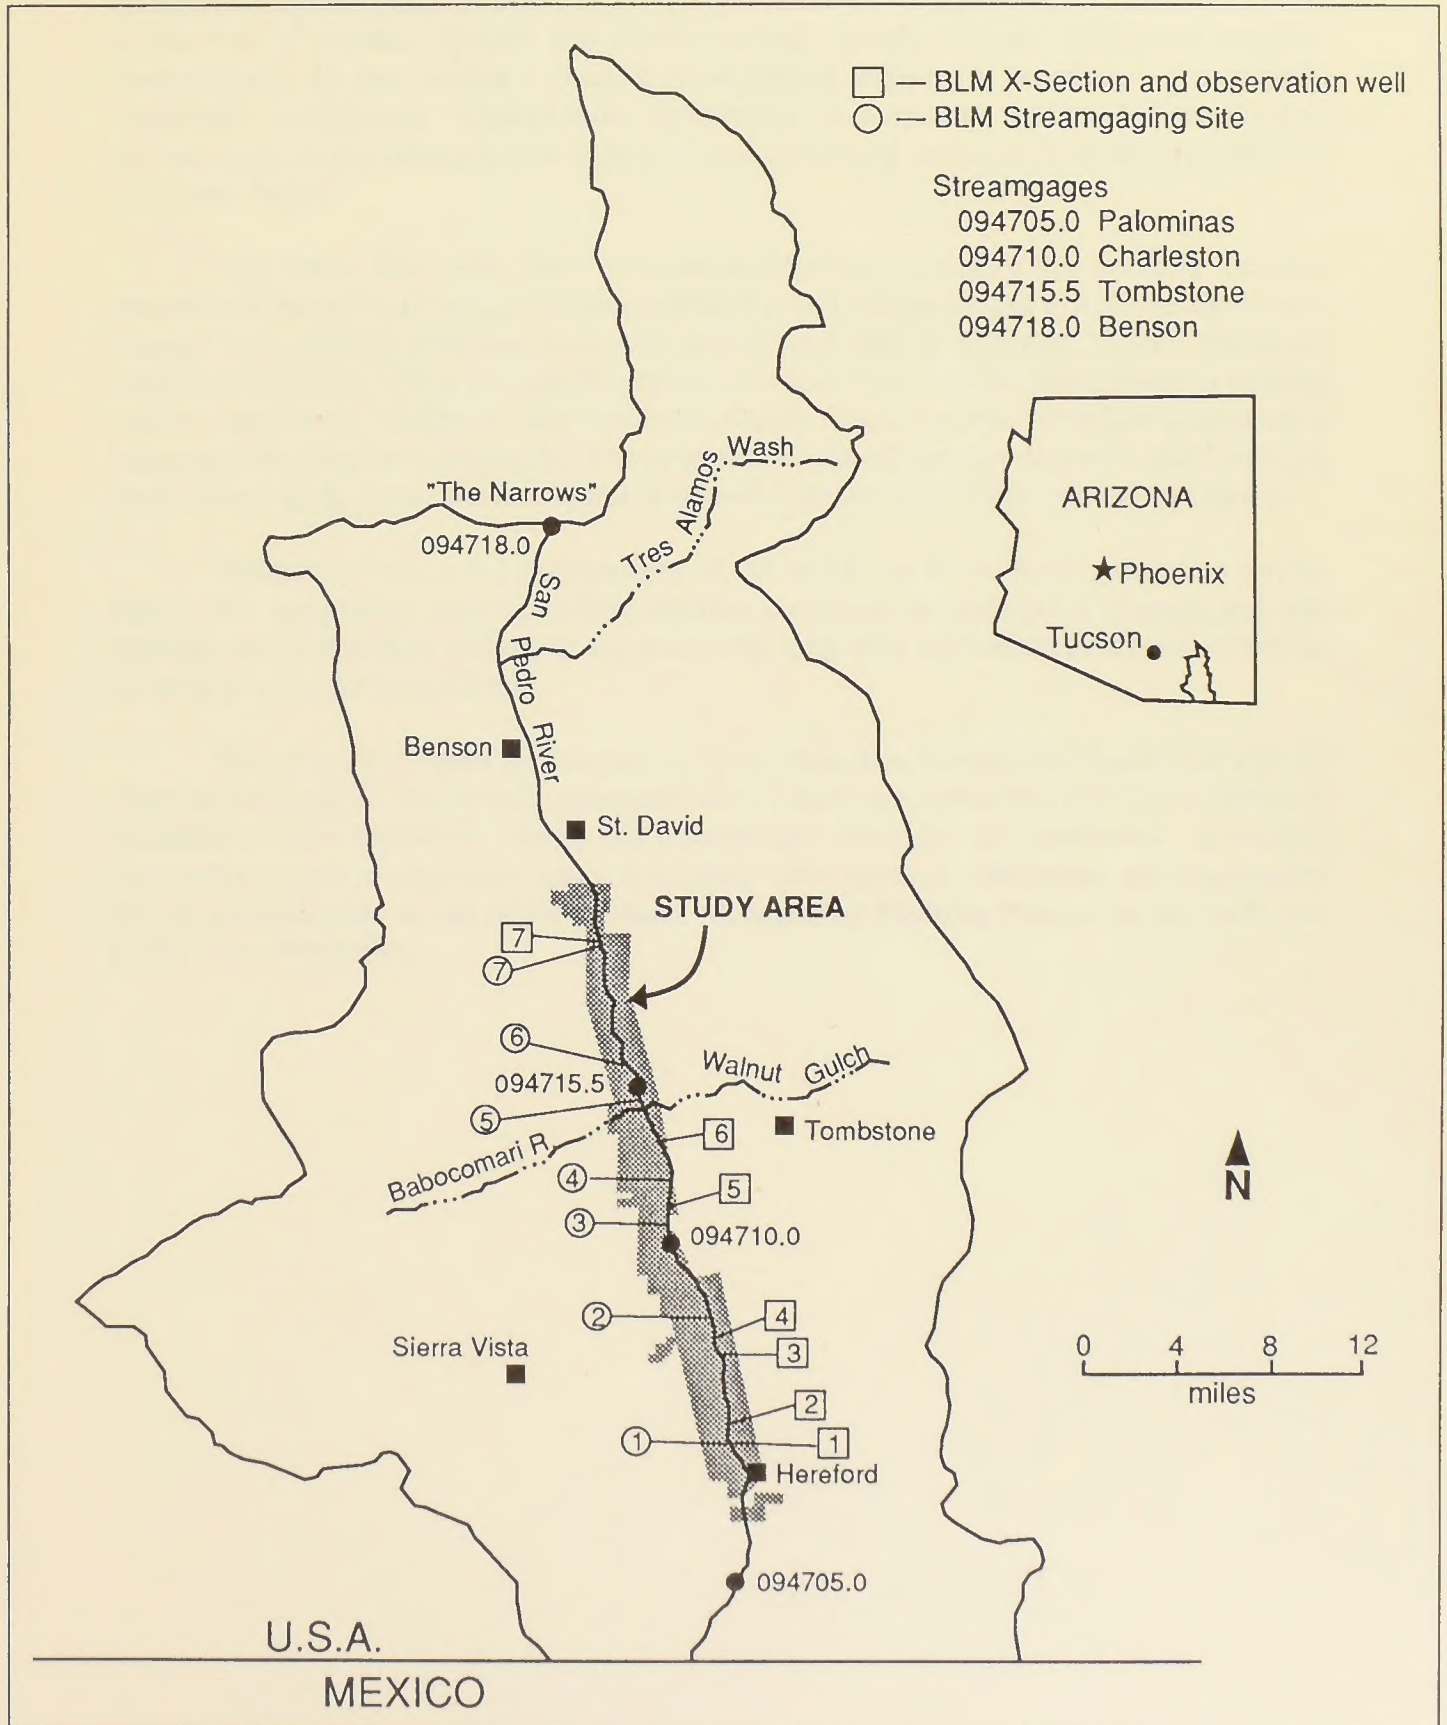 □ — BLM X-Section and observation well
○ — BLM Streamgaging Site
Streamgages
094705.0 Palominas
094710.0 Charleston
094715.5 Tombstone
094718.0 Benson
ARIZONA
Phoenix
Tucson
Tres Alamos Wash
"The Narrows"
094718.0
San Pedro River
Benson
St. David
STUDY AREA
7
7
6
094715.5
Walnut Gulch
5
Tombstone
6
Babocomari R.
4
5
3
094710.0
2
4
Sierra Vista
3
2
1
1
Hereford
094705.0
N
0 4 8 12
miles
U.S.A.
MEXICO